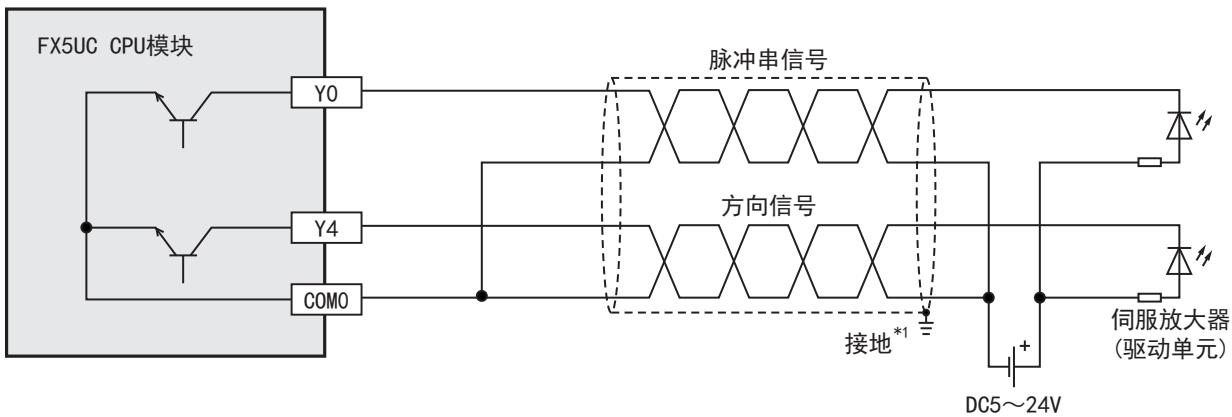 FX5UC CPU模块
脉冲串信号
Y0
方向信号
Y4
COM0
接地*1
伺服放大器
(驱动单元)
+
DC5～24V